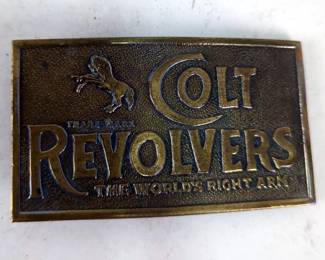 COLT
TRADE MARK
REVOLVERS
THE WORLD'S RIGHT ARM